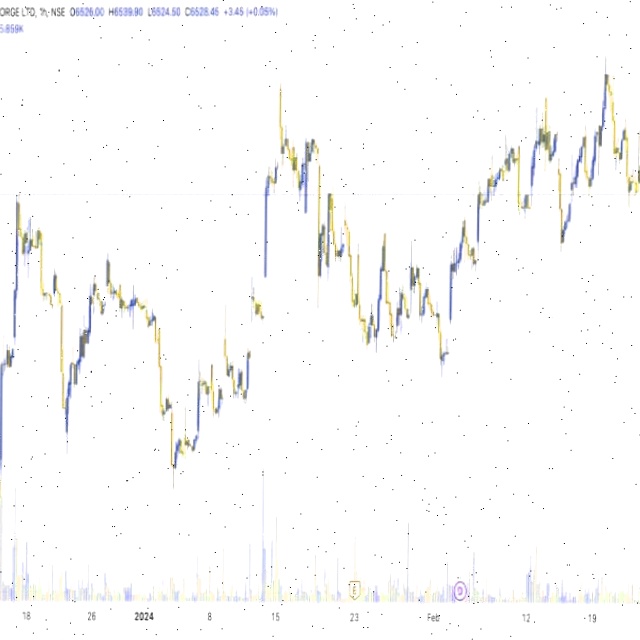 ORGE LTD, 1h, NSE O6526.00 H6539.90 L6524.50 C6528.45 +3.45 (+0.05%)
5.859K
E D
18 26 2024 8 15 23 Feb 12 19